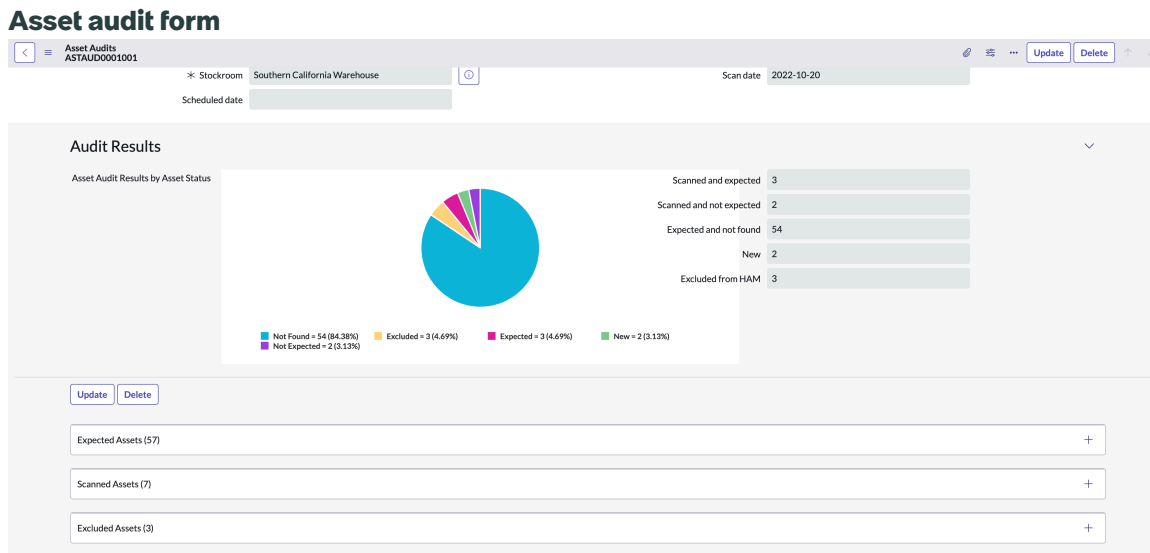 Asset audit form
Asset Audits
ASTAUD0001001
Update Delete
Stockroom Southern California Warehouse Scan date 2022-10-20
Scheduled date
Audit Results
Asset Audit Results by Asset Status
Scanned and expected 3
Scanned and not expected 2
Expected and not found 54
New 2
Excluded from HAM 3
Not Found = 54 (84.38%) Excluded = 3 (4.69%) Expected = 3 (4.69%) New = 2 (3.13%)
Not Expected = 2 (3.13%)
Update Delete
Expected Assets (57)
Scanned Assets (7)
Excluded Assets (3)